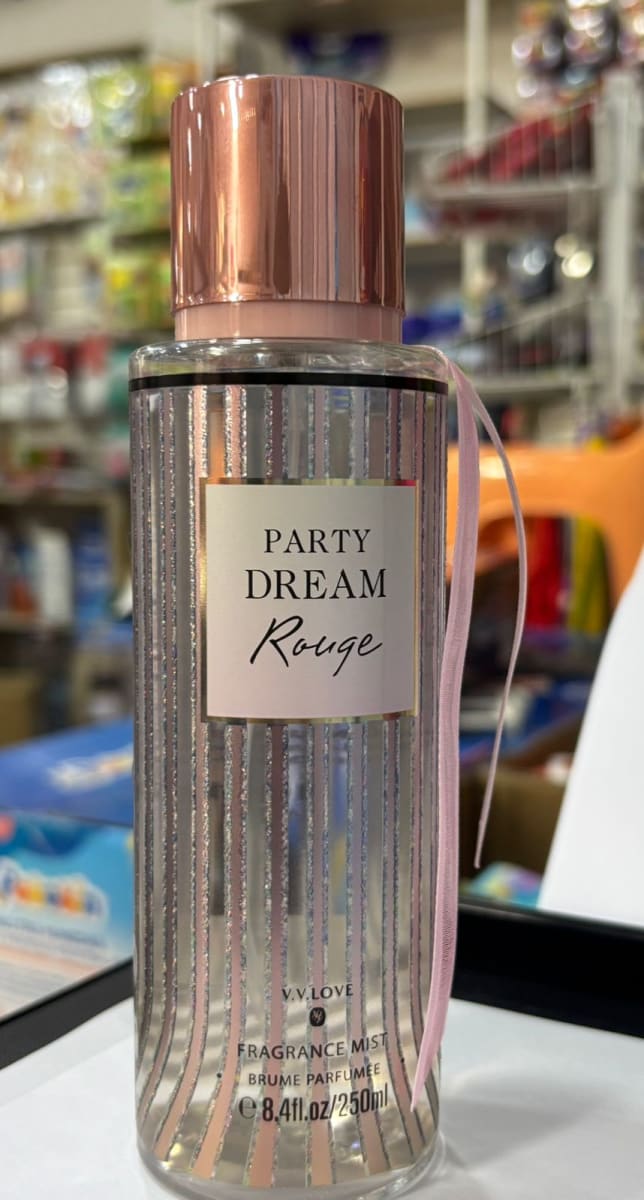 PARTY
DREAM
Rouge
V.V.LOVE
FRAGRANCE MIST
BRUME PARFUMÉE
℮ 8.4fl.oz/250ml